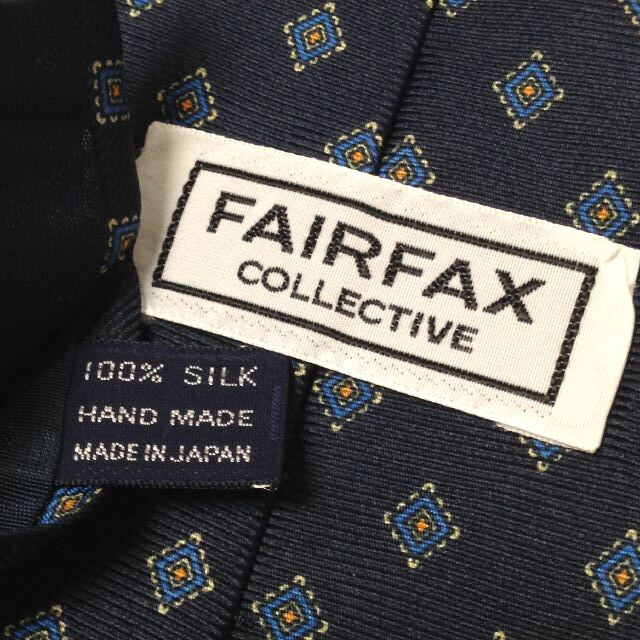 FAIRFAX
COLLECTIVE
100% SILK
HAND MADE
MADE IN JAPAN